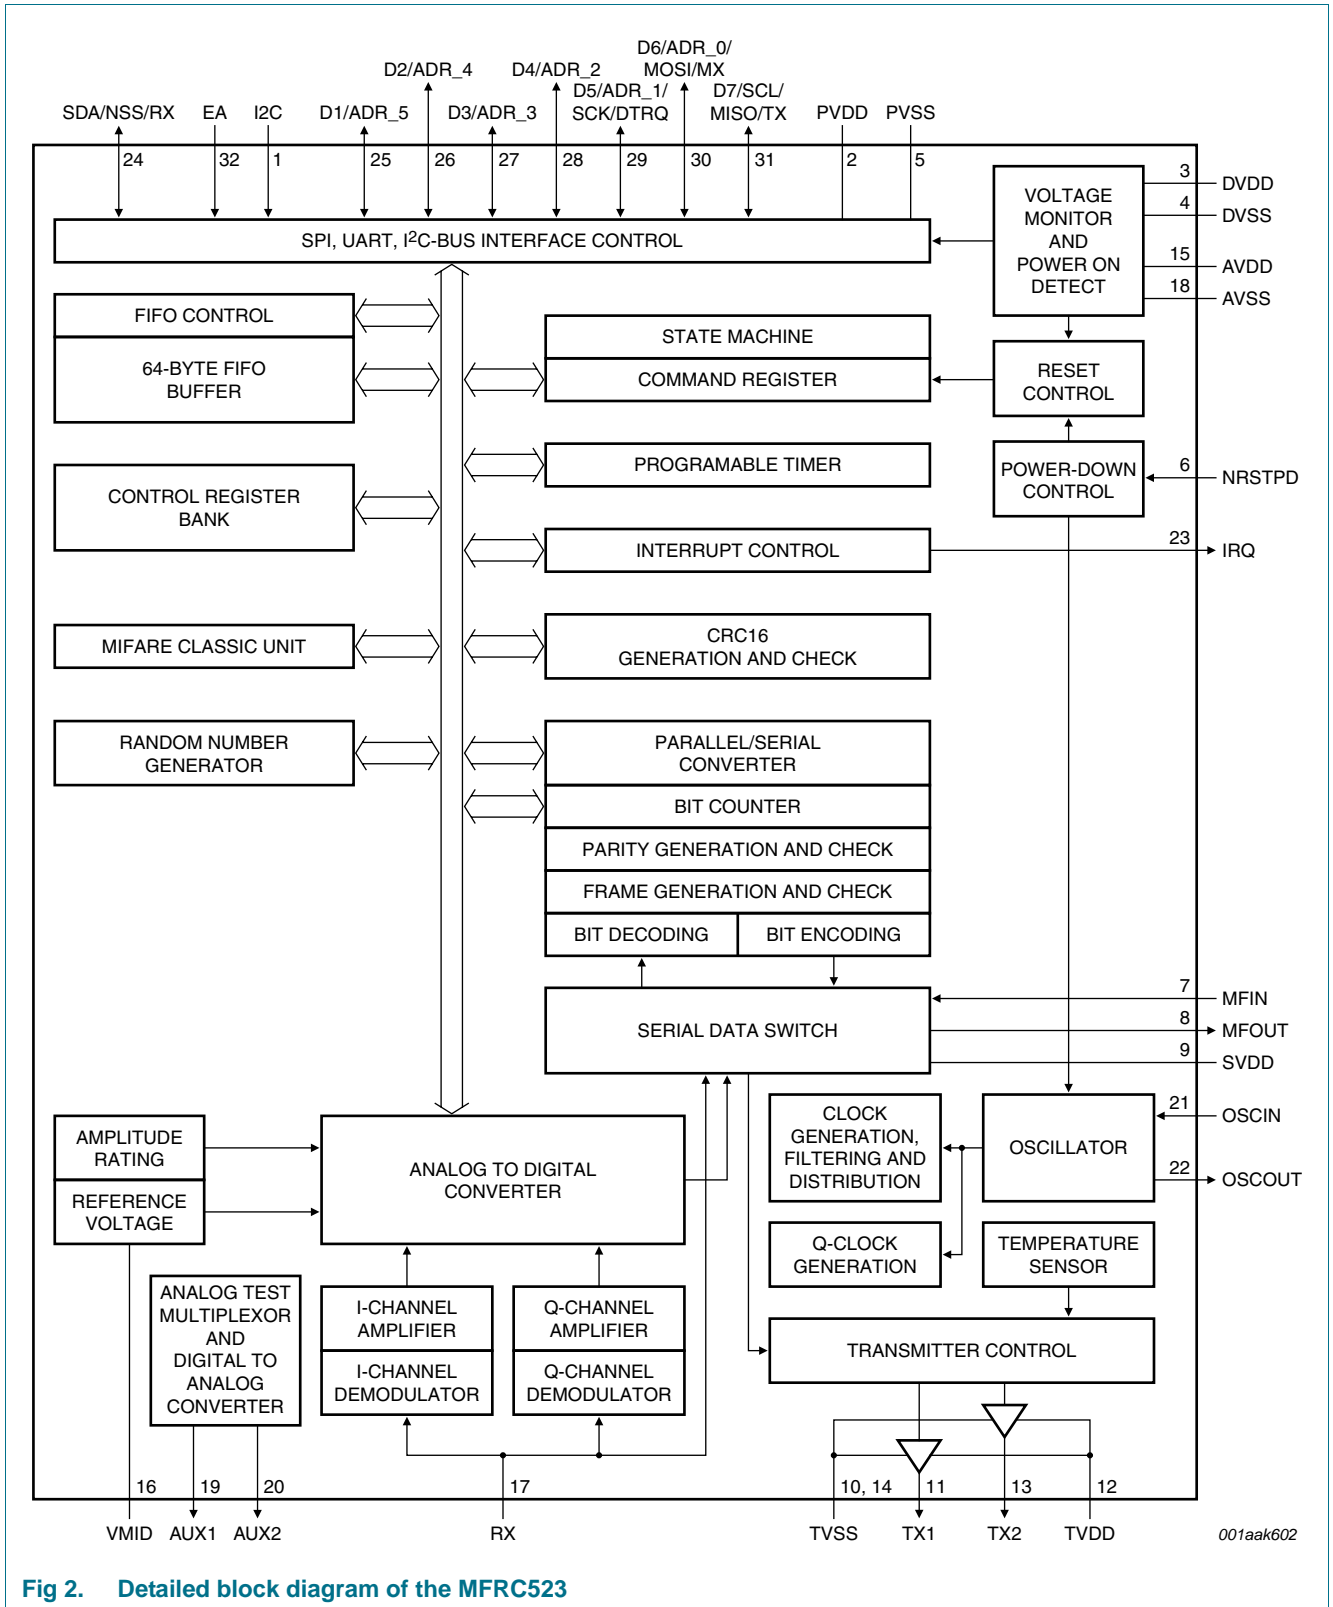 D6/ADR_0/
D2/ADR_4 D4/ADR_2 MOSI/MX
D5/ADR_1/ D7/SCL/
SDA/NSS/RX EA I2C D1/ADR_5 D3/ADR_3 SCK/DTRQ MISO/TX PVDD PVSS
24 32 1 25 26 27 28 29 30 31 2 5
VOLTAGE
MONITOR
AND
POWER ON
DETECT
3 DVDD
4 DVSS
15 AVDD
18 AVSS
SPI, UART, I2C-BUS INTERFACE CONTROL
FIFO CONTROL
64-BYTE FIFO
BUFFER
STATE MACHINE
COMMAND REGISTER
RESET
CONTROL
CONTROL REGISTER
BANK
PROGRAMABLE TIMER
POWER-DOWN
CONTROL
6 NRSTPD
INTERRUPT CONTROL
23 IRQ
MIFARE CLASSIC UNIT
CRC16
GENERATION AND CHECK
RANDOM NUMBER
GENERATOR
PARALLEL/SERIAL
CONVERTER
BIT COUNTER
PARITY GENERATION AND CHECK
FRAME GENERATION AND CHECK
BIT DECODING BIT ENCODING
SERIAL DATA SWITCH
7 MFIN
8 MFOUT
9 SVDD
AMPLITUDE
RATING
REFERENCE
VOLTAGE
ANALOG TO DIGITAL
CONVERTER
CLOCK
GENERATION,
FILTERING AND
DISTRIBUTION
OSCILLATOR
21 OSCIN
22 OSCOUT
Q-CLOCK
GENERATION
TEMPERATURE
SENSOR
ANALOG TEST
MULTIPLEXOR
AND
DIGITAL TO
ANALOG
CONVERTER
I-CHANNEL
AMPLIFIER
I-CHANNEL
DEMODULATOR
Q-CHANNEL
AMPLIFIER
Q-CHANNEL
DEMODULATOR
TRANSMITTER CONTROL
16 19 20 17 10, 14 11 13 12
VMID AUX1 AUX2 RX TVSS TX1 TX2 TVDD
001aak602
Fig 2. Detailed block diagram of the MFRC523